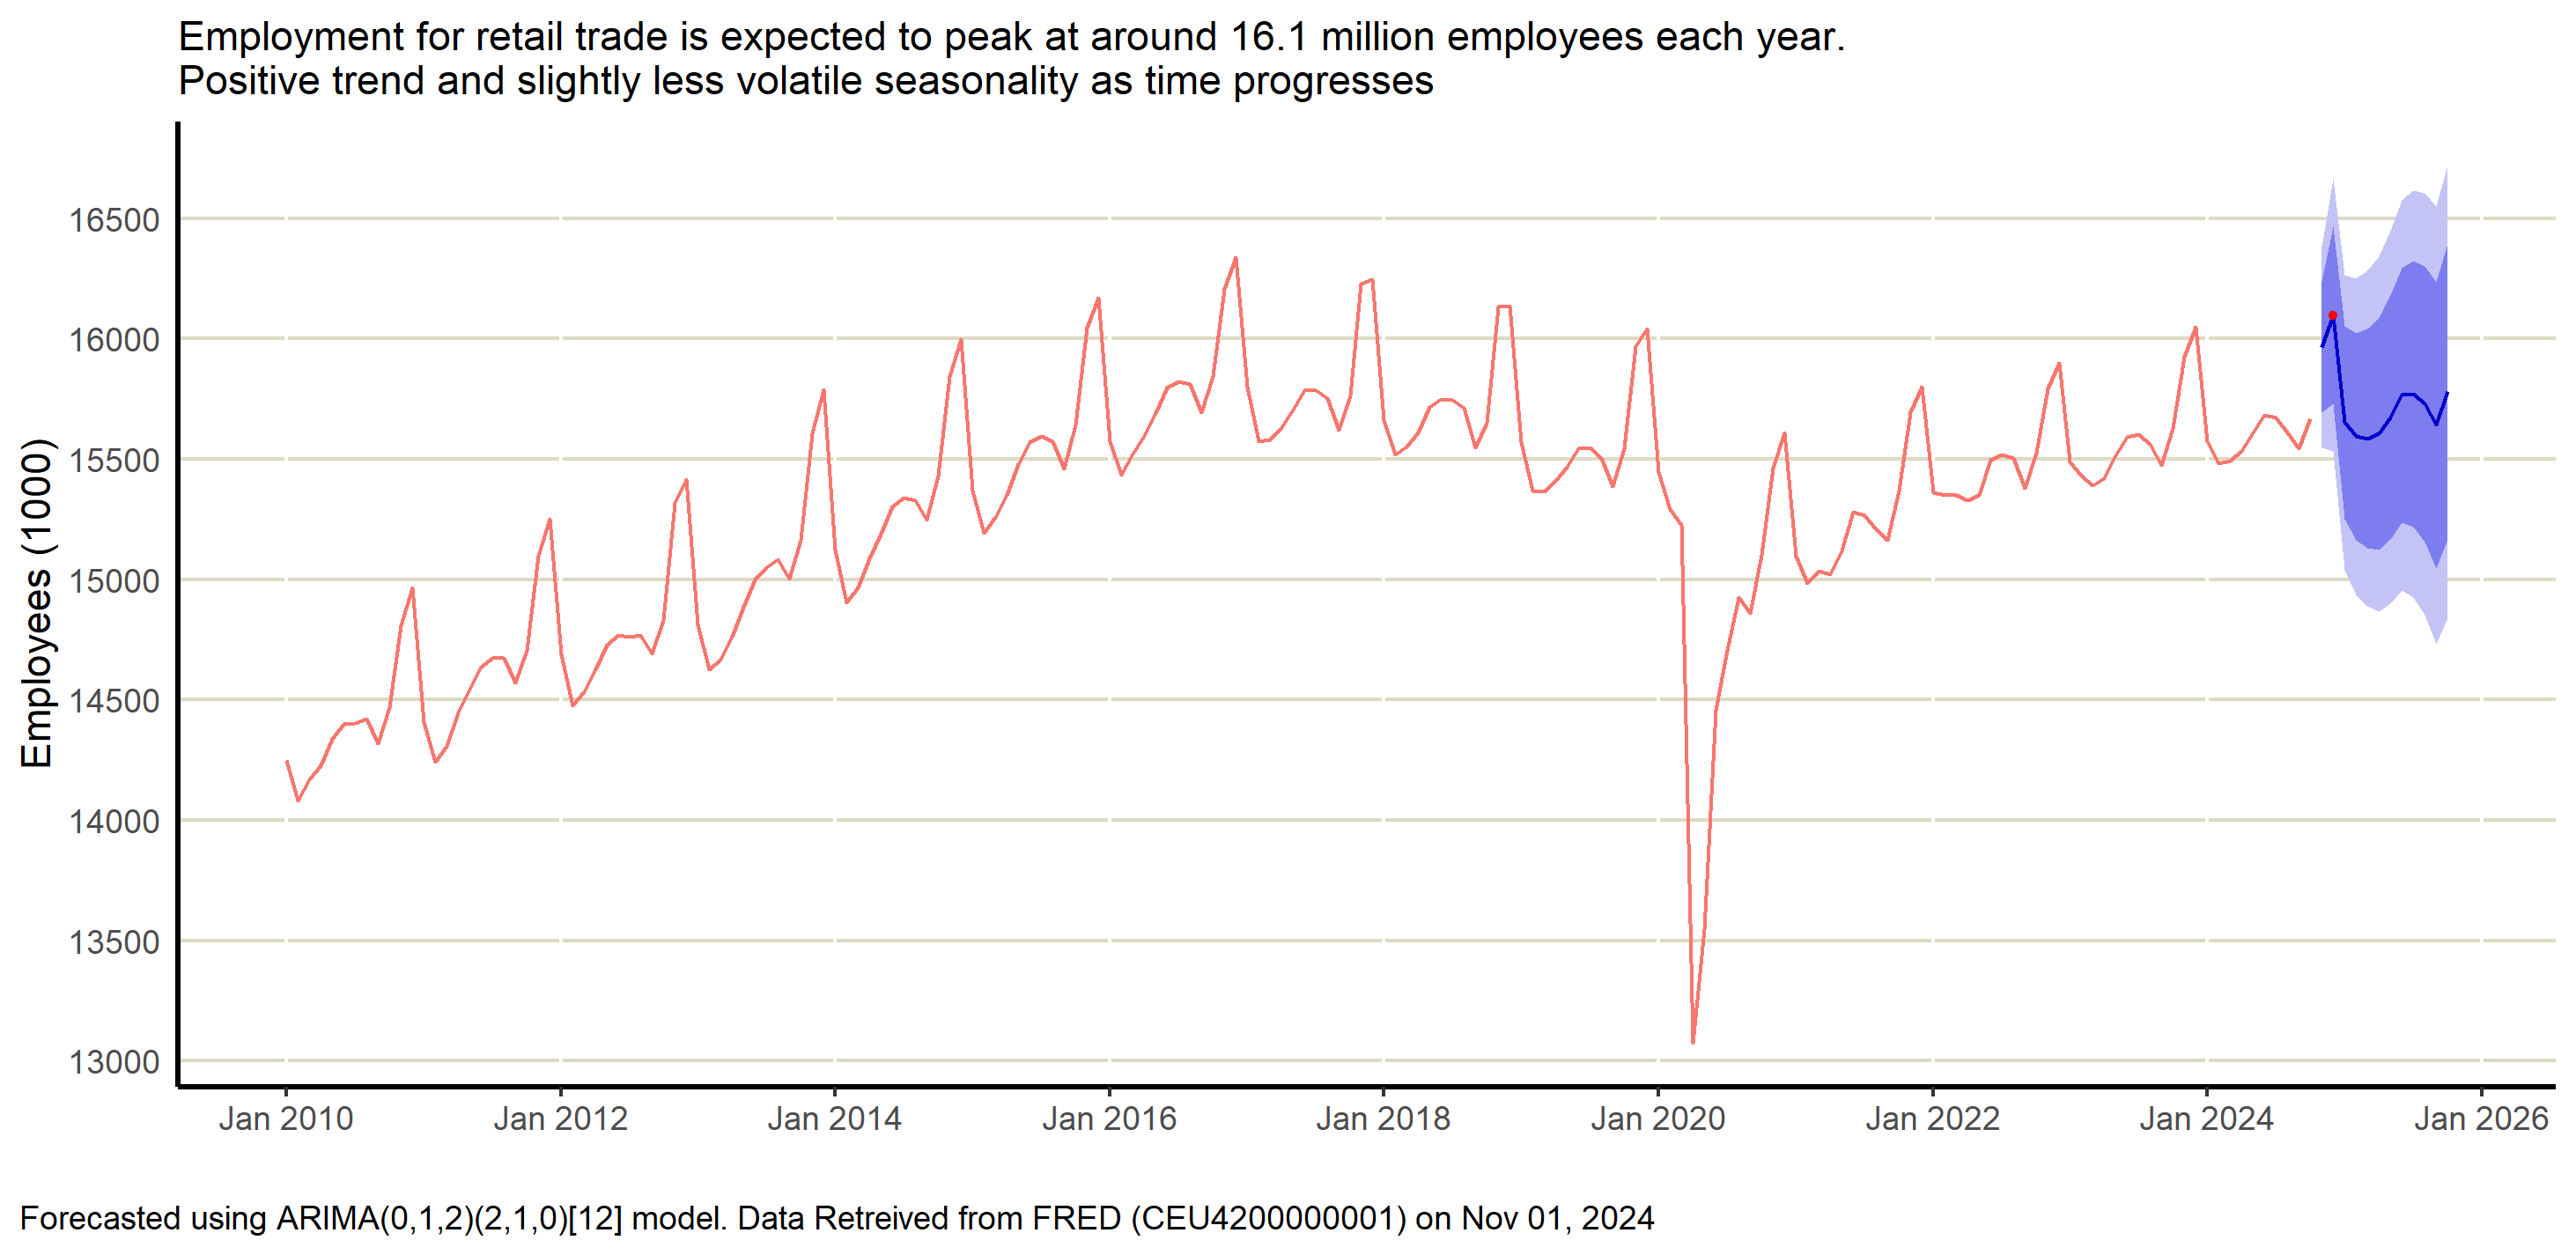 Employment for retail trade is expected to peak at around 16.1 million employees each year.
Positive trend and slightly less volatile seasonality as time progresses
Employees (1000)
16500
16000
15500
15000
14500
14000
13500
13000
Jan 2010
Jan 2012
Jan 2014
Jan 2016
Jan 2018
Jan 2020
Jan 2022
Jan 2024
Jan 2026
Forecasted using ARIMA(0,1,2)(2,1,0)[12] model. Data Retreived from FRED (CEU4200000001) on Nov 01, 2024